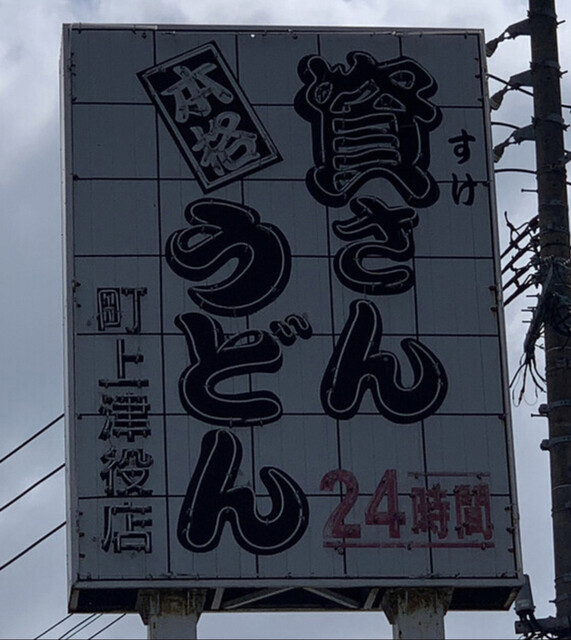 資さん
すけ
本格
うどん
町上津役店
24時間